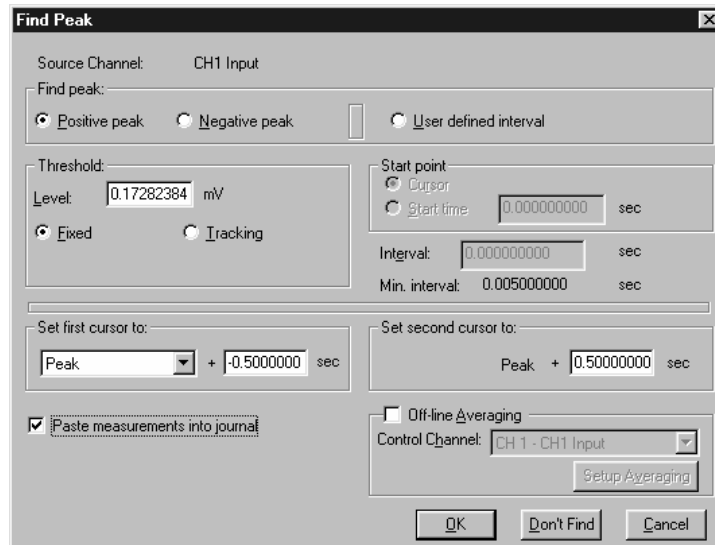 Find Peak
Source Channel: CH1 Input
Find peak:
Positive peak Negative peak User defined interval
Threshold:
Level: 0.17282384 mV
Fixed Tracking
Start point
Cursor
Start time 0.000000000 sec
Interval: 0.000000000 sec
Min. interval: 0.005000000 sec
Set first cursor to:
Peak + -0.5000000 sec
Set second cursor to:
Peak + 0.50000000 sec
Paste measurements into journal
Off-line Averaging
Control Channel: CH 1 - CH1 Input
Setup Averaging
OK Don't Find Cancel